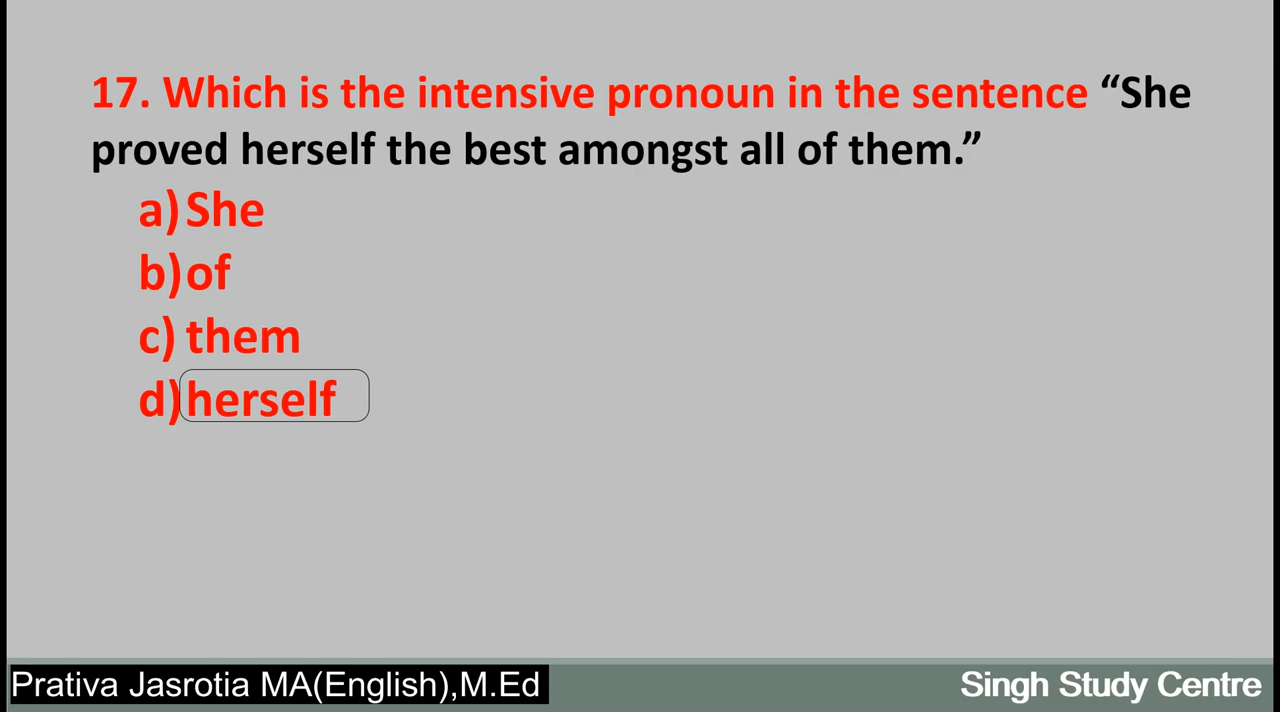 17. Which is the intensive pronoun in the sentence “She
proved herself the best amongst all of them.”
a) She
b) of
c) them
d) herself
Prativa Jasrotia MA(English),M.Ed
Singh Study Centre